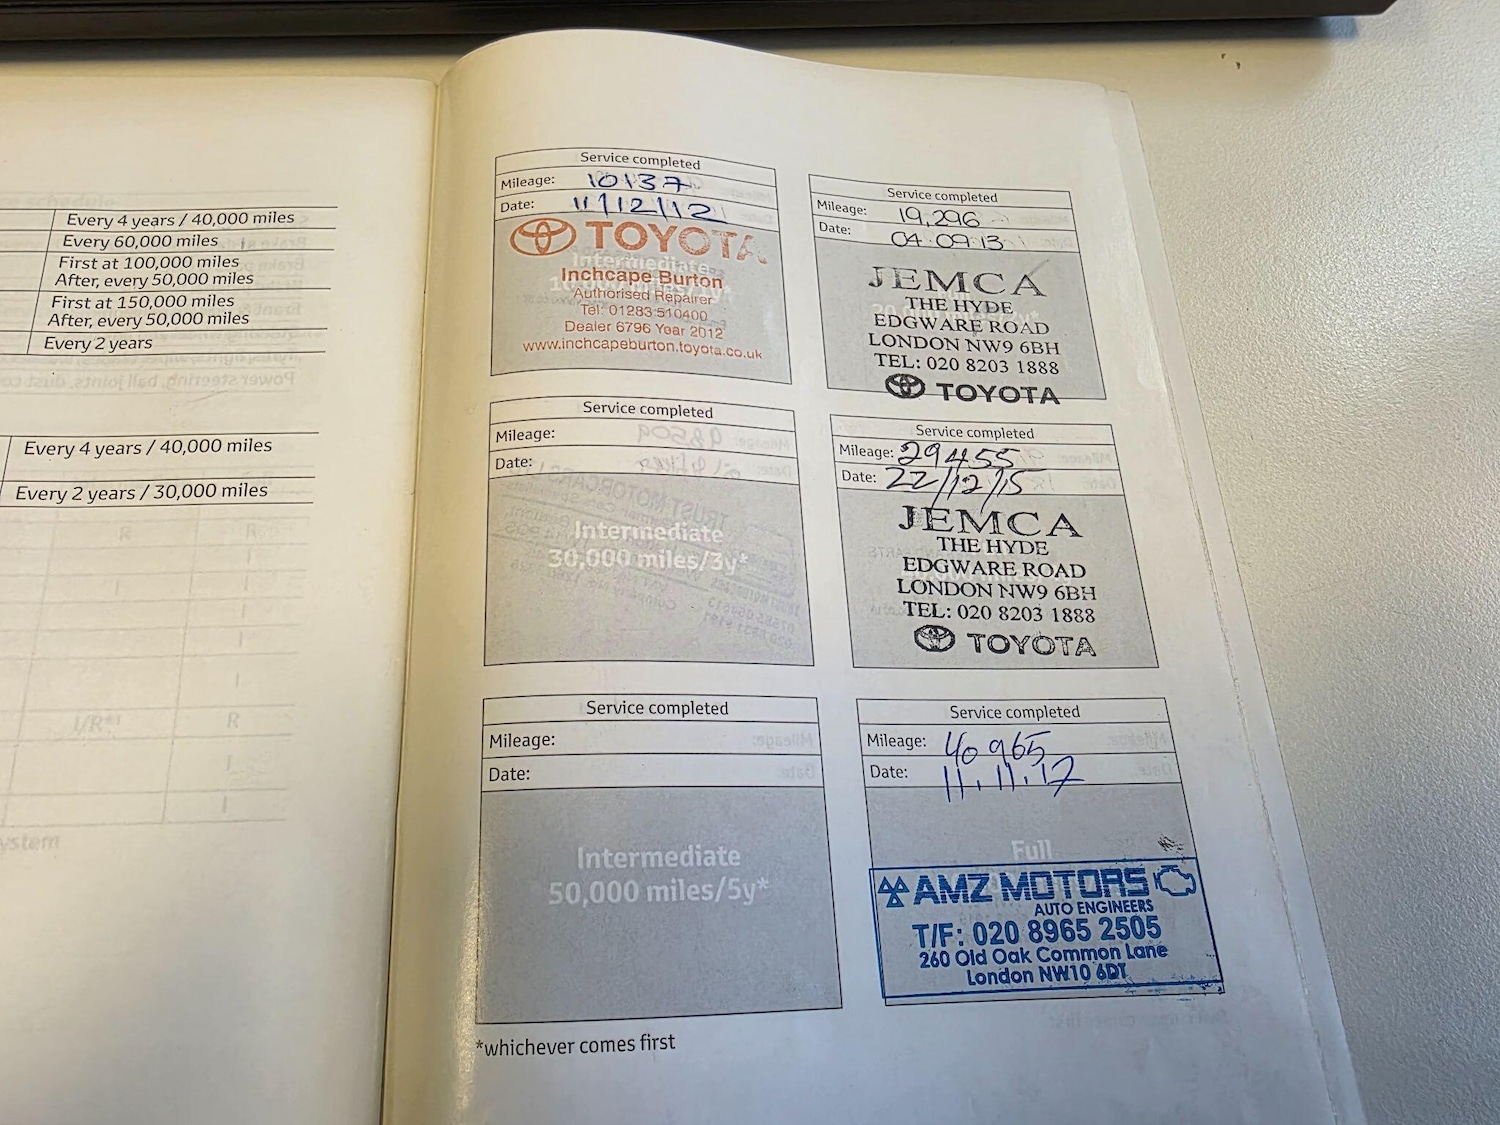 Every 4 years / 40,000 miles
Every 60,000 miles
First at 100,000 miles
After, every 50,000 miles
First at 150,000 miles
After, every 50,000 miles
Every 2 years
Every 4 years / 40,000 miles
Every 2 years / 30,000 miles
Service completed
Mileage: 10137
Date: 11/12/12
TOYOTA
Intermediate
Inchcape Burton
Authorised Repairer
Tel: 01283 510400
Dealer 6796 Year 2012
www.inchcapeburton.toyota.co.uk
Service completed
Mileage: 19,296
Date: 04.09.13
JEMCA
THE HYDE
EDGWARE ROAD
LONDON NW9 6BH
TEL: 020 8203 1888
TOYOTA
Service completed
Mileage:
Date:
Intermediate
30,000 miles/3y*
Service completed
Mileage: 29455
Date: 22/12/15
JEMCA
THE HYDE
EDGWARE ROAD
LONDON NW9 6BH
TEL: 020 8203 1888
TOYOTA
Service completed
Mileage:
Date:
Intermediate
50,000 miles/5y*
Service completed
Mileage: 40965
Date: 11.11.17
Full
AMZ MOTORS
AUTO ENGINEERS
T/F: 020 8965 2505
260 Old Oak Common Lane
London NW10 6DT
*whichever comes first